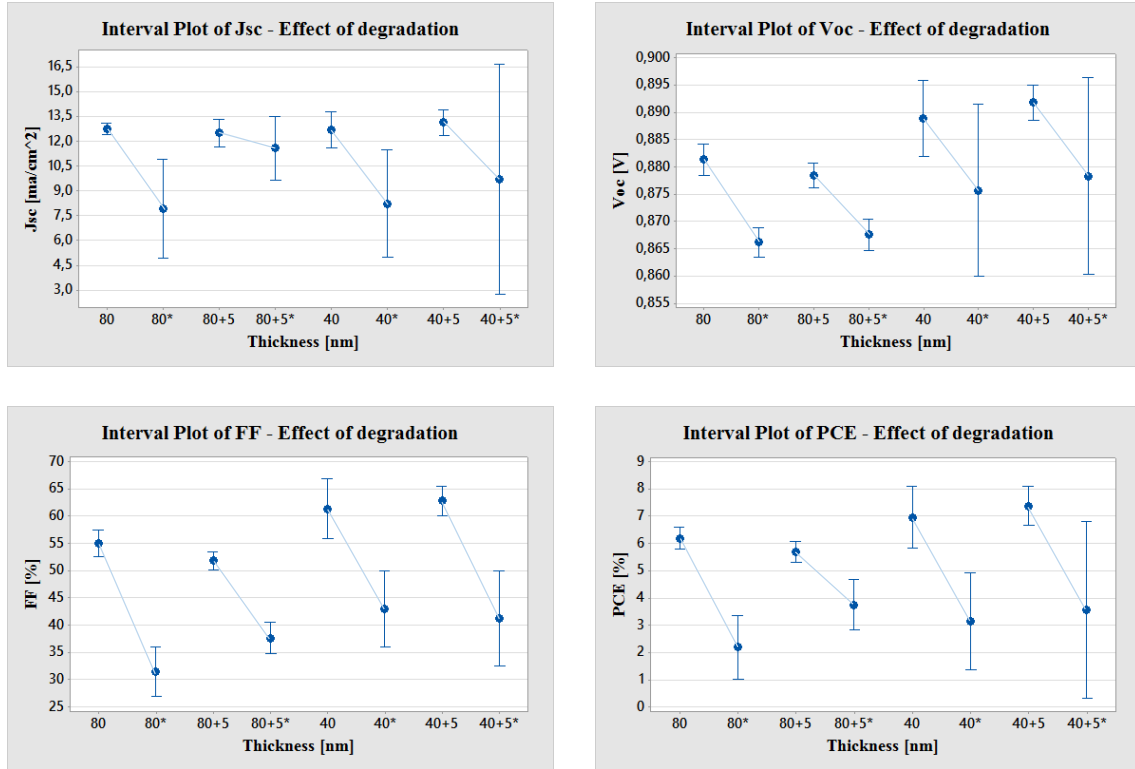 Interval Plot of Jsc - Effect of degradation
Jsc [ma/cm^2]
16,5
15,0
13,5
12,0
10,5
9,0
7,5
6,0
4,5
3,0
80 80* 80+5 80+5* 40 40* 40+5 40+5*
Thickness [nm]
Interval Plot of Voc - Effect of degradation
Voc [V]
0,900
0,895
0,890
0,885
0,880
0,875
0,870
0,865
0,860
0,855
80 80* 80+5 80+5* 40 40* 40+5 40+5*
Thickness [nm]
Interval Plot of FF - Effect of degradation
FF [%]
70
65
60
55
50
45
40
35
30
25
80 80* 80+5 80+5* 40 40* 40+5 40+5*
Thickness [nm]
Interval Plot of PCE - Effect of degradation
PCE [%]
9
8
7
6
5
4
3
2
1
0
80 80* 80+5 80+5* 40 40* 40+5 40+5*
Thickness [nm]